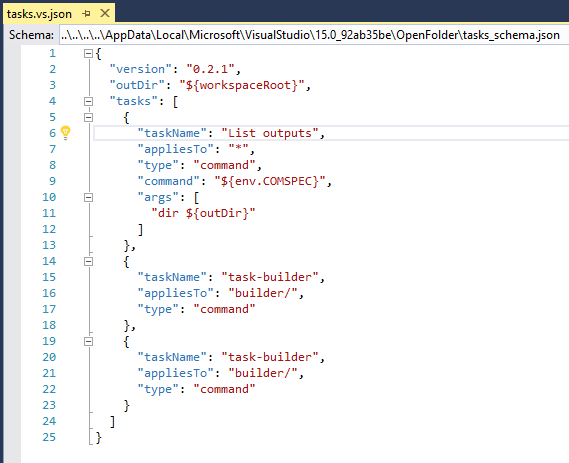 tasks.vs.json
Schema: ..\..\..\..\AppData\Local\Microsoft\VisualStudio\15.0_92ab35be\OpenFolder\tasks_schema.json
1 {
2 "version": "0.2.1",
3 "outDir": "${workspaceRoot}",
4 "tasks": [
5 {
6 "taskName": "List outputs",
7 "appliesTo": "*",
8 "type": "command",
9 "command": "${env.COMSPEC}",
10 "args": [
11 "dir ${outDir}"
12 ]
13 },
14 {
15 "taskName": "task-builder",
16 "appliesTo": "builder/",
17 "type": "command"
18 },
19 {
20 "taskName": "task-builder",
21 "appliesTo": "builder/",
22 "type": "command"
23 }
24 ]
25 }